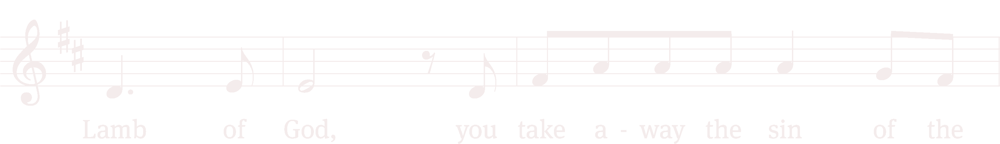 Lamb of God, you take a - way the sin of the